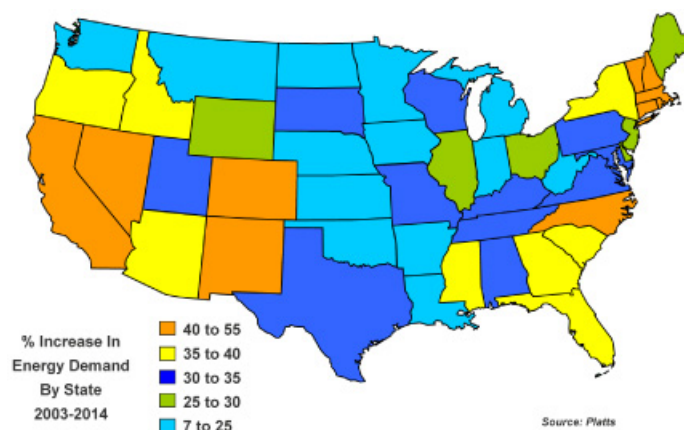 % Increase In
Energy Demand
By State
2003-2014
40 to 55
35 to 40
30 to 35
25 to 30
7 to 25
Source: Platts